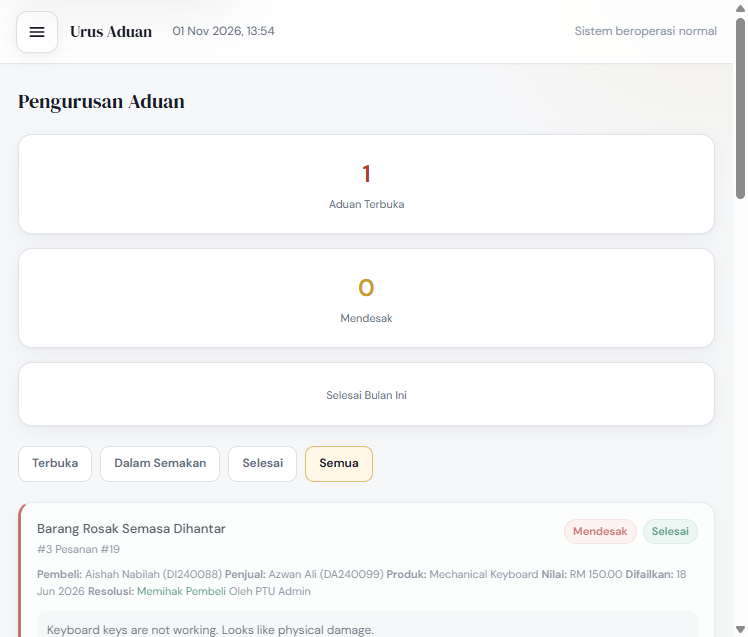 Urus Aduan 01 Nov 2026, 13:54 Sistem beroperasi normal
Pengurusan Aduan
1
Aduan Terbuka
0
Mendesak
Selesai Bulan Ini
Terbuka Dalam Semakan Selesai Semua
Barang Rosak Semasa Dihantar Mendesak Selesai
#3 Pesanan #19
Pembeli: Aishah Nabilah (DI240088) Penjual: Azwan Ali (DA240099) Produk: Mechanical Keyboard Nilai: RM 150.00 Difailkan: 18
Jun 2026 Resolusi: Memihak Pembeli Oleh PTU Admin
Keyboard keys are not working. Looks like physical damage.